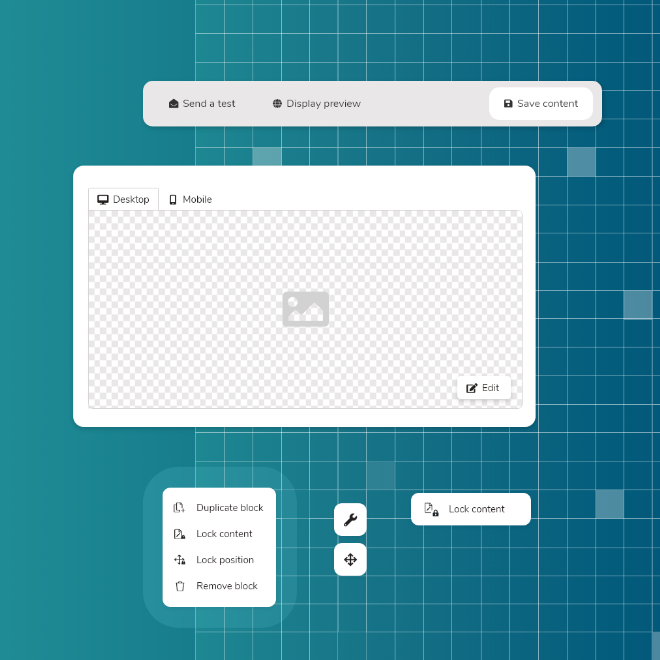 Send a test
Display preview
Save content
Desktop
Mobile
Edit
Duplicate block
Lock content
Lock content
Lock position
Remove block